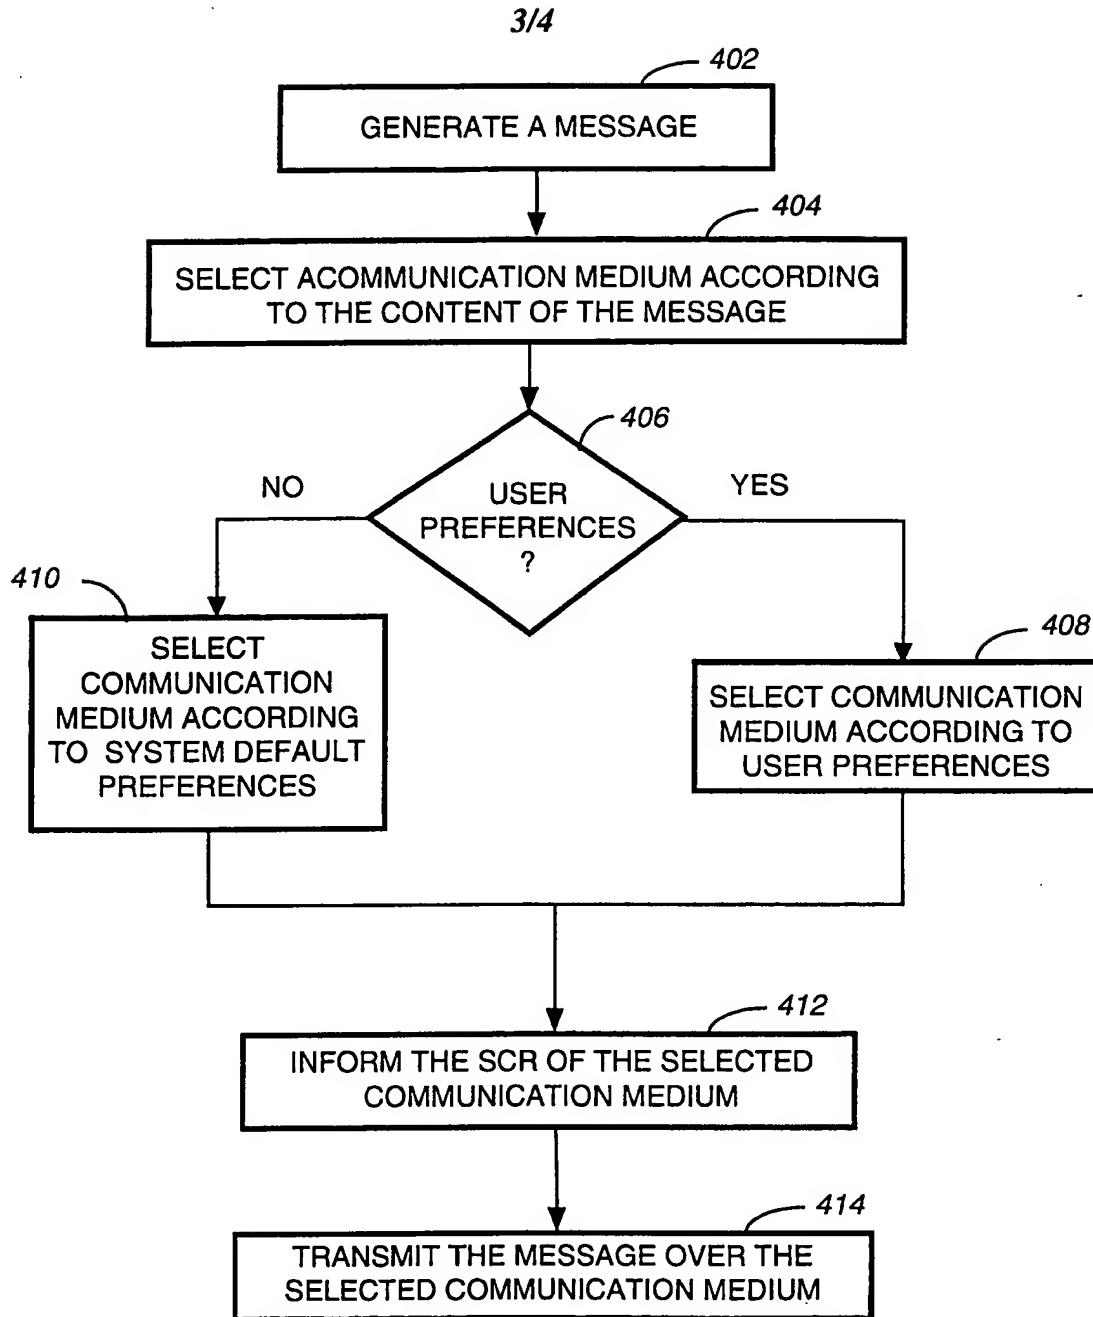 3/4
402
GENERATE A MESSAGE
404
SELECT ACOMMUNICATION MEDIUM ACCORDING
TO THE CONTENT OF THE MESSAGE
406
NO
USER
PREFERENCES
?
YES
410
SELECT
COMMUNICATION
MEDIUM ACCORDING
TO SYSTEM DEFAULT
PREFERENCES
408
SELECT COMMUNICATION
MEDIUM ACCORDING TO
USER PREFERENCES
412
INFORM THE SCR OF THE SELECTED
COMMUNICATION MEDIUM
414
TRANSMIT THE MESSAGE OVER THE
SELECTED COMMUNICATION MEDIUM